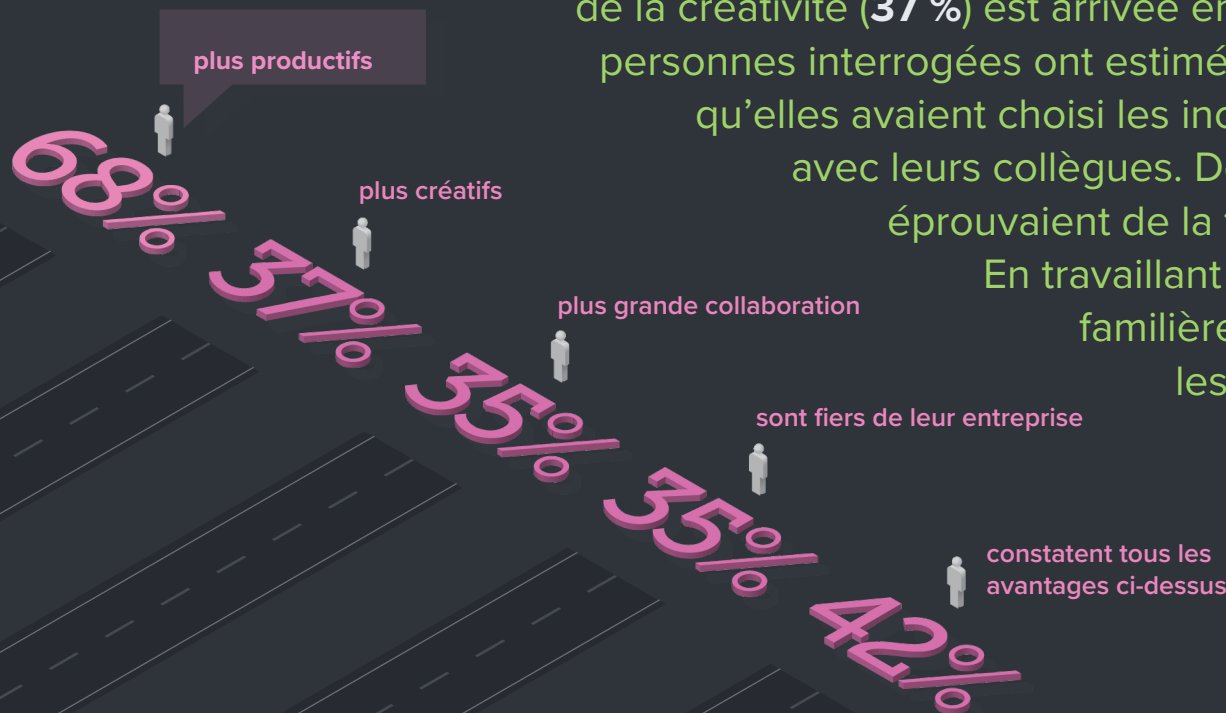 de la créativité (37 %) est arrivée en
personnes interrogées ont estimé
qu'elles avaient choisi les
avec leurs collègues.
éprouvaient de la
En travaillant
familière
les
plus productifs
68%
plus créatifs
37%
plus grande collaboration
35%
sont fiers de leur entreprise
35%
constatent tous les
avantages ci-dessus
42%